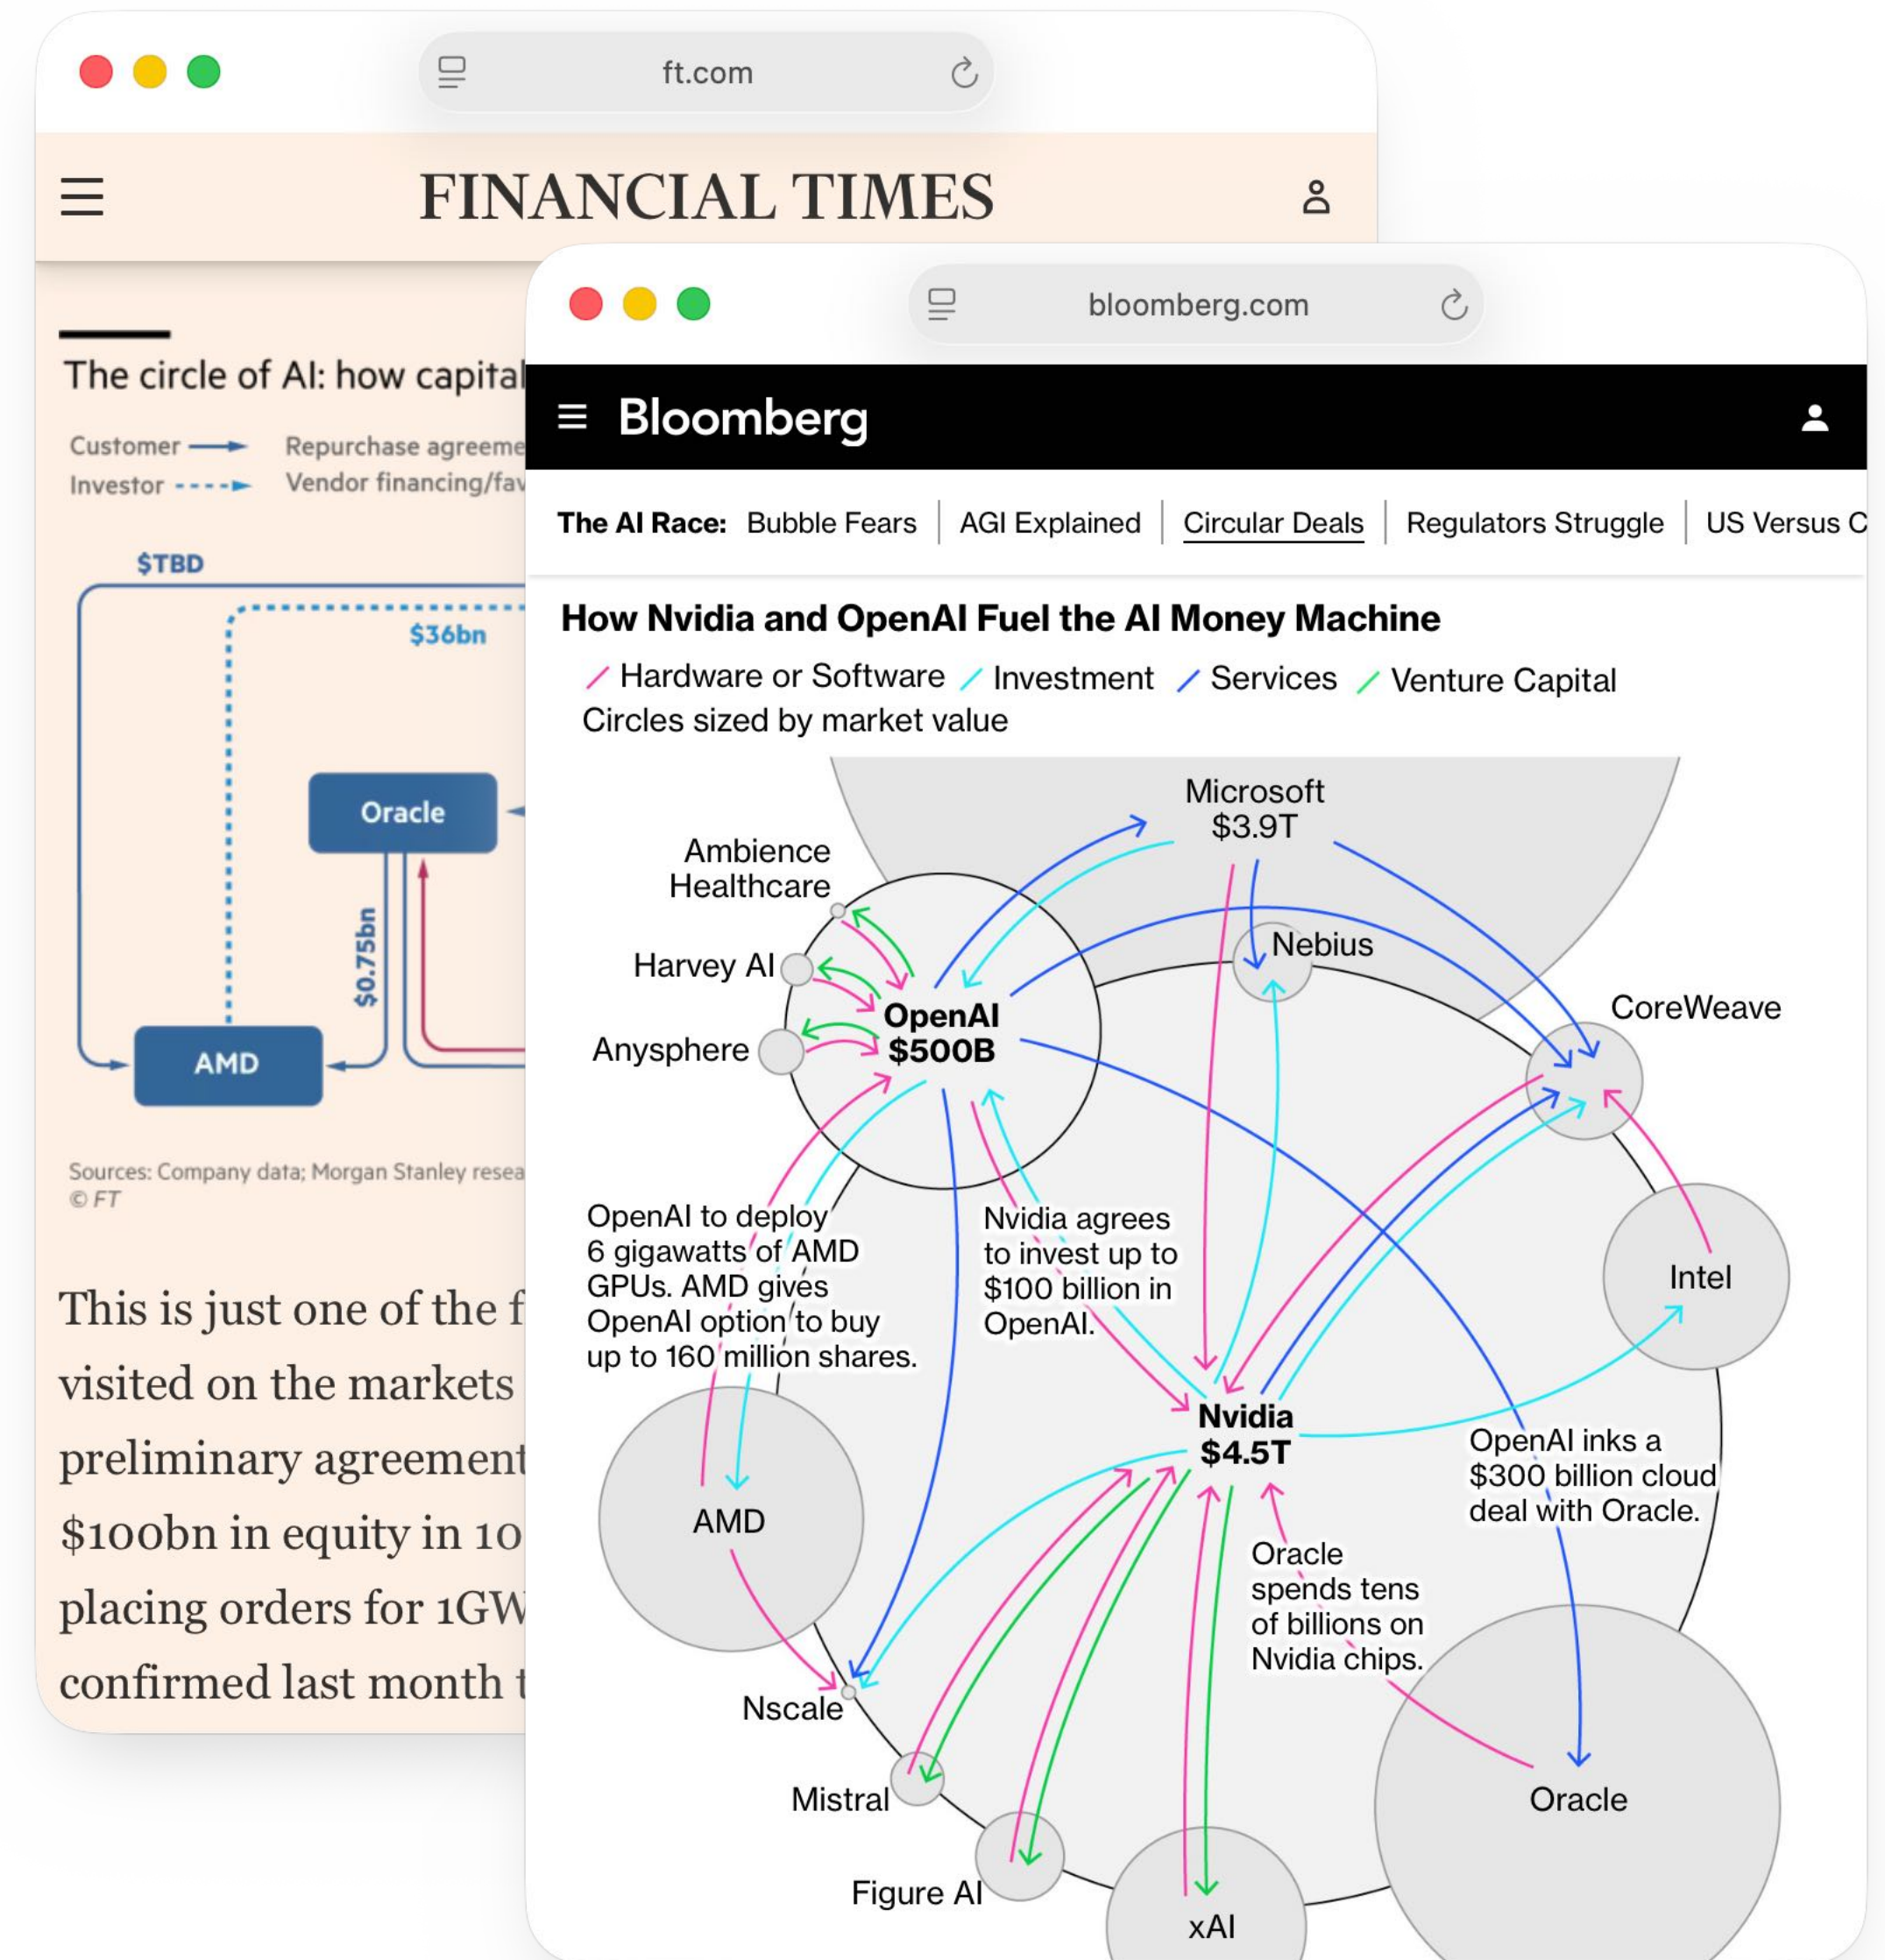 ft.com
FINANCIAL TIMES
The circle of AI: how capital
Customer
Repurchase agreeme
Investor
Vendor financing/fav
$TBD
$36bn
Oracle
$0.75bn
AMD
Sources: Company data; Morgan Stanley resea
© FT
This is just one of the f
visited on the markets
preliminary agreement
$100bn in equity in 10
placing orders for 1GW
confirmed last month t
bloomberg.com
Bloomberg
The AI Race: Bubble Fears | AGI Explained | Circular Deals | Regulators Struggle | US Versus C
How Nvidia and OpenAI Fuel the AI Money Machine
Hardware or Software Investment Services Venture Capital
Circles sized by market value
Microsoft
$3.9T
Ambience
Healthcare
Nebius
Harvey AI
CoreWeave
OpenAI
$500B
Anysphere
OpenAI to deploy
6 gigawatts of AMD
GPUs. AMD gives
OpenAI option to buy
up to 160 million shares.
Nvidia agrees
to invest up to
$100 billion in
OpenAI.
Intel
Nvidia
$4.5T
OpenAI inks a
$300 billion cloud
deal with Oracle.
AMD
Oracle
spends tens
of billions on
Nvidia chips.
Nscale
Mistral
Oracle
Figure AI
xAI